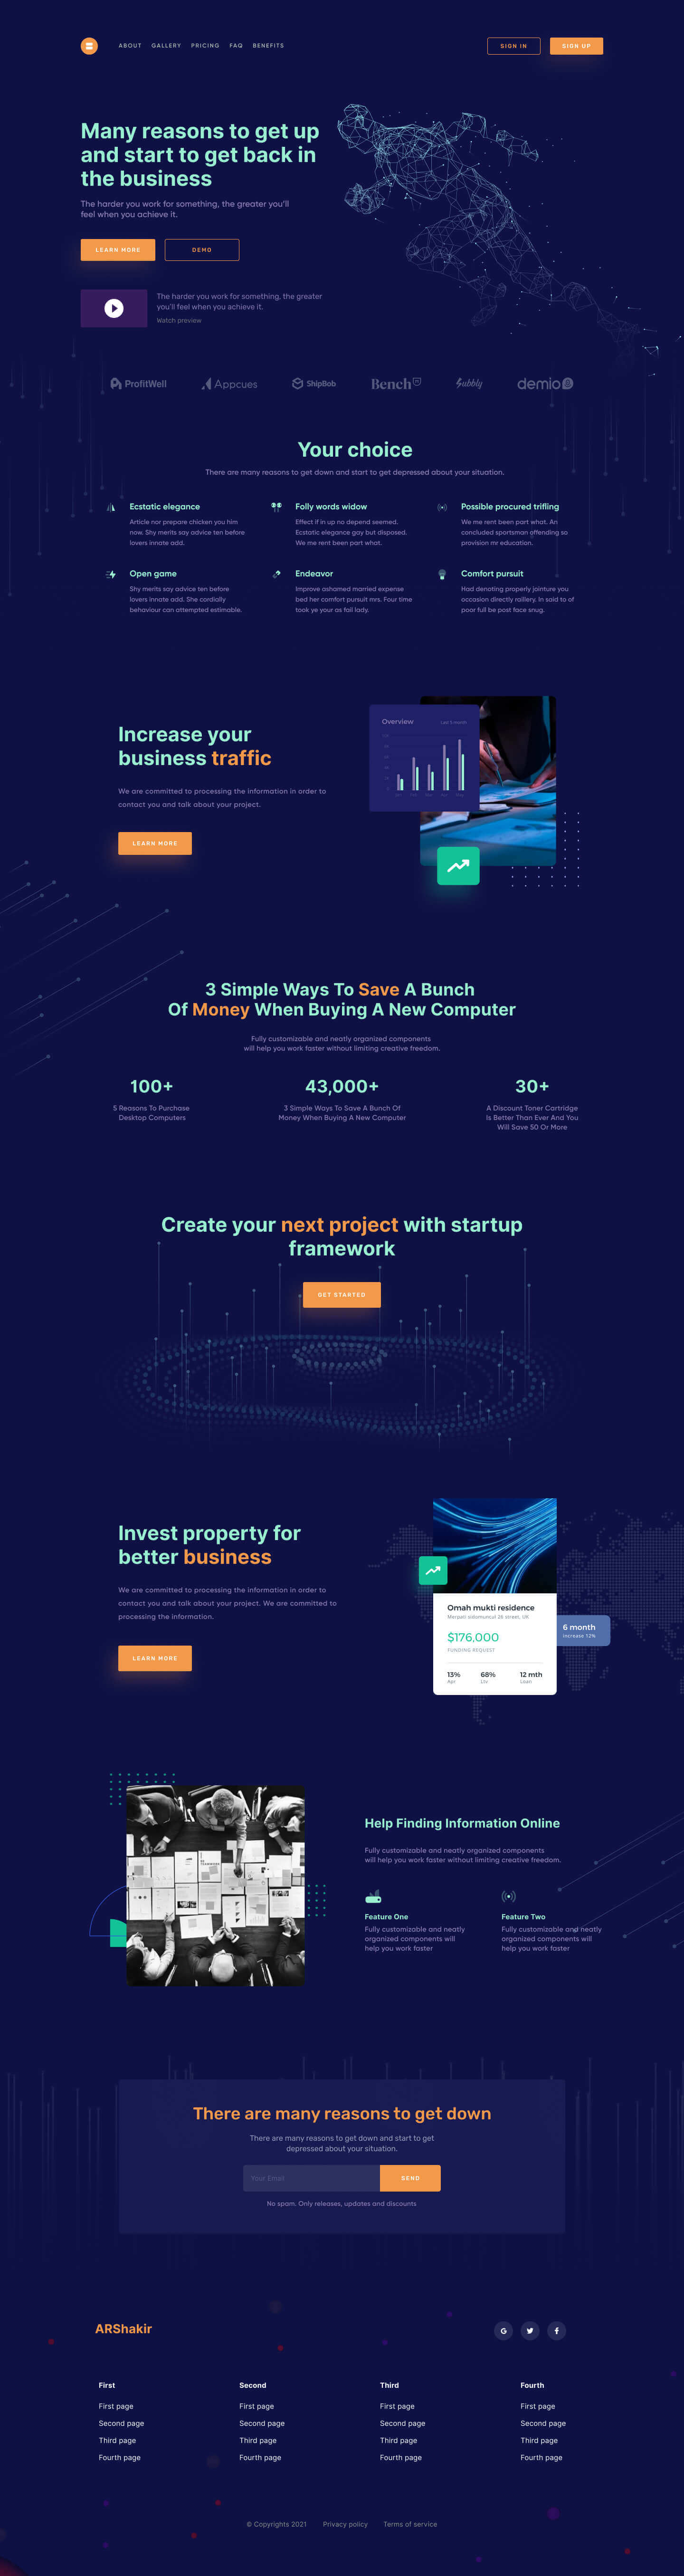 ABOUT GALLERY PRICING FAQ BENEFITS SIGN IN SIGN UP
Many reasons to get up
and start to get back in
the business
The harder you work for something, the greater you'll
feel when you achieve it.
LEARN MORE DEMO
The harder you work for something, the greater
you'll feel when you achieve it.
Watch preview
ProfitWell Appcues ShipBob Bench Subbly demio
Your choice
There are many reasons to get down and start to get depressed about your situation.
Ecstatic elegance
Article nor prepare chicken you him
now. Shy merits say advice ten before
lovers innate add.
Folly words widow
Effect if in up no depend seemed.
Ecstatic elegance gay but disposed.
We me rent been part what.
Possible procured trifling
We me rent been part what. An
concluded sportsman offending so
provision mr education.
Open game
Shy merits say advice ten before
lovers innate add. She cordially
behaviour can attempted estimable.
Endeavor
Improve ashamed married expense
bed her comfort pursuit mrs. Four time
took ye your as fail lady.
Comfort pursuit
Had denoting properly jointure you
occasion directly raillery. In said to of
poor full be post face snug.
Increase your
business traffic
We are committed to processing the information in order to
contact you and talk about your project.
LEARN MORE
Overview
3 Simple Ways To Save A Bunch
Of Money When Buying A New Computer
Fully customizable and neatly organized components
will help you work faster without limiting creative freedom.
100+
5 Reasons To Purchase
Desktop Computers
43,000+
3 Simple Ways To Save A Bunch Of
Money When Buying A New Computer
30+
A Discount Toner Cartridge
Is Better Than Ever And You
Will Save 50 Or More
Create your next project with startup
framework
GET STARTED
Invest property for
better business
We are committed to processing the information in order to
contact you and talk about your project. We are committed to
processing the information.
LEARN MORE
Omah mukti residence
Merpati sidomunsul 26 street, UK
$176,000
FUNDING REQUEST
13% 68% 12 mth
Apr Ltv Loan
6 month
Increase 12%
Help Finding Information Online
Fully customizable and neatly organized components
will help you work faster without limiting creative freedom.
Feature One
Fully customizable and neatly
organized components will
help you work faster
Feature Two
Fully customizable and neatly
organized components will
help you work faster
There are many reasons to get down
There are many reasons to get down and start to get
depressed about your situation.
Your Email SEND
No spam. Only releases, updates and discounts
ARShakir
G f
First Second Third Fourth
First page First page First page First page
Second page Second page Second page Second page
Third page Third page Third page Third page
Fourth page Fourth page Fourth page Fourth page
© Copyrights 2021 Privacy policy Terms of service